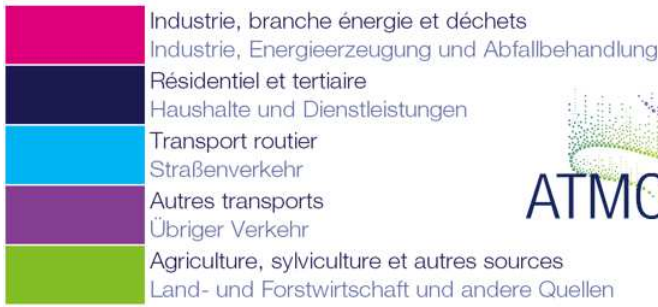 Industrie, branche énergie et déchets
Industrie, Energieerzeugung und Abfallbehandlung
Résidentiel et tertiaire
Haushalte und Dienstleistungen
Transport routier
Straßenverkehr
Autres transports
Übriger Verkehr
Agriculture, sylviculture et autres sources
Land- und Forstwirtschaft und andere Quellen